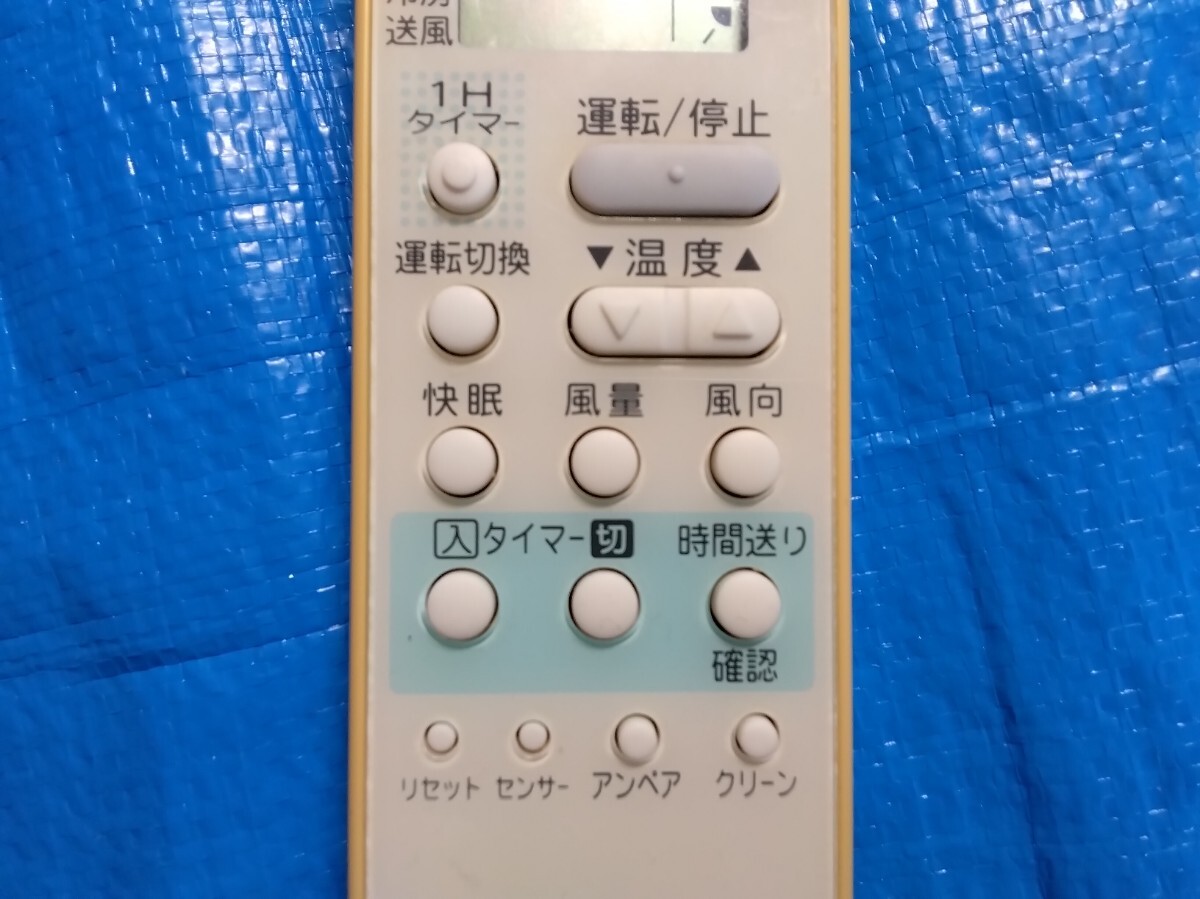 送風
1H
タイマー
運転/停止
運転切換
▼温度▲
快眠
風量
風向
入タイマー切
時間送り
確認
リセット
センサー
アンペア
クリーン